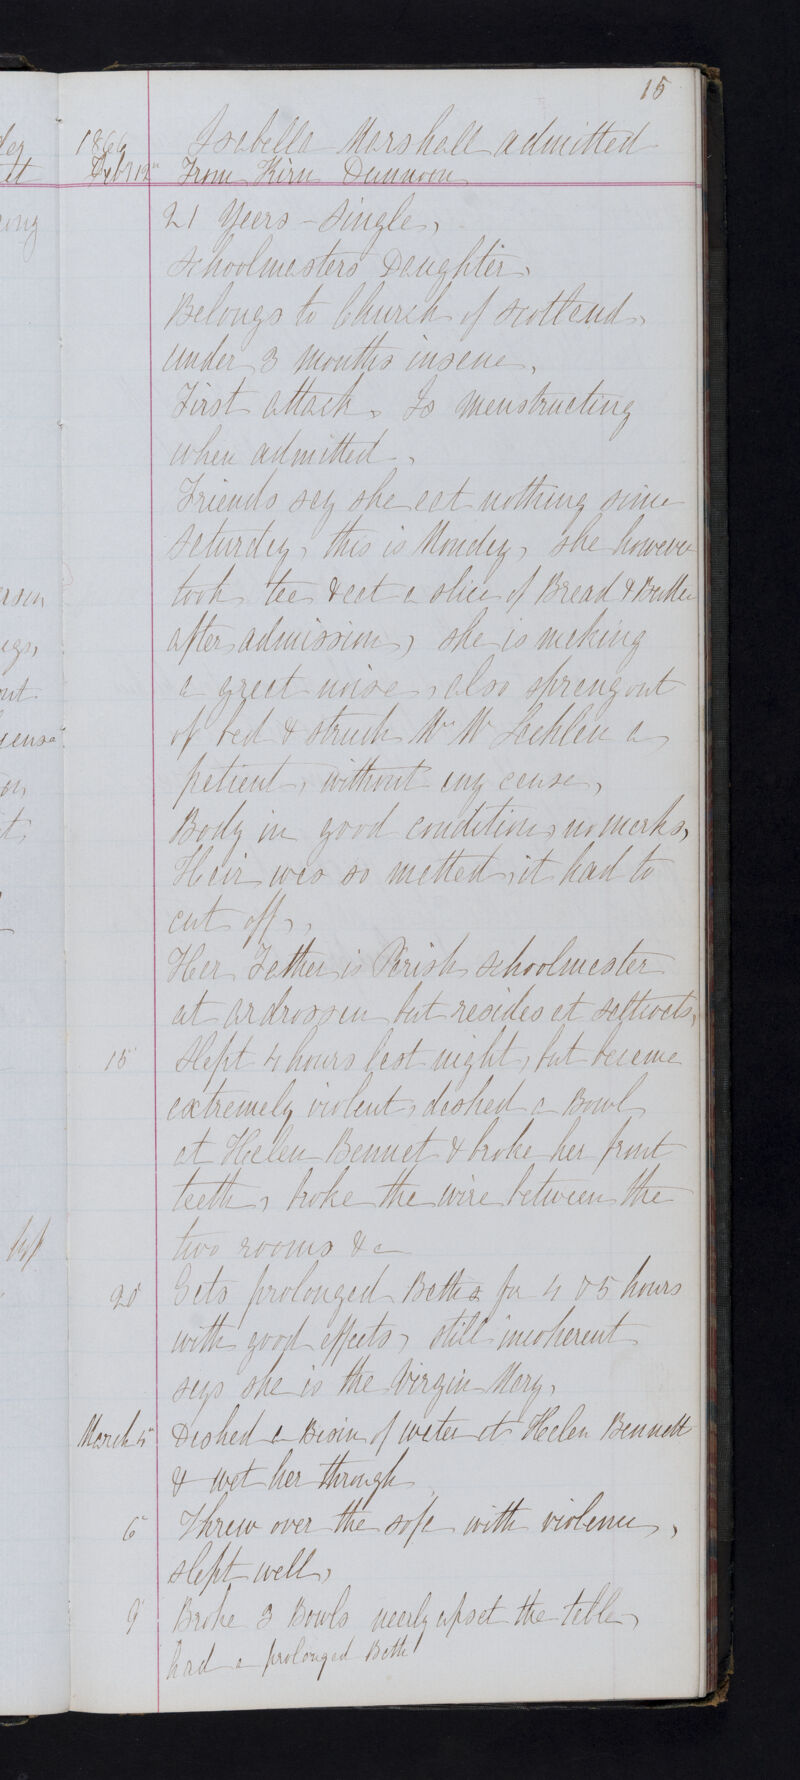 15
1866 Isabella Marshall admitted
Feby 12th From Kirn Dunnoon
21 Years - Single,
Schoolmasters Daughter,
Belongs to Church of Scotland,
under 3 months insane,
First attack, Is menstructing
when admitted,
Friends say she eat nothing since
Saturday, this is Monday, she however
took tea & eat a slice of Bread & Butter
after admission, she is making
a great noise, also sprang out
of bed & struck a
patient, without any cause,
Body in good condition, no marks,
Hair was so matted, it had to
cut off,
Her Father is Parish Schoolmaster
at ardrossan but resides at Saltcoats,
15 Slept 4 hours last night, but became
extremely violent, dashed a Bowl
at Helen Bennet & broke her front
teeth, broke the wire between the
two rooms &c
20 Gets prolonged Baths for 4 or 5 hours
with good effects, still incoherent
says she is the Virgin Mary,
March 5 Dashed a Basin of water at Helen Bennett
& wet her through
6 Threw over the sofa with violence,
slept well,
9 Broke 3 Bowls nearly upset the table,
had a prolonged Bath